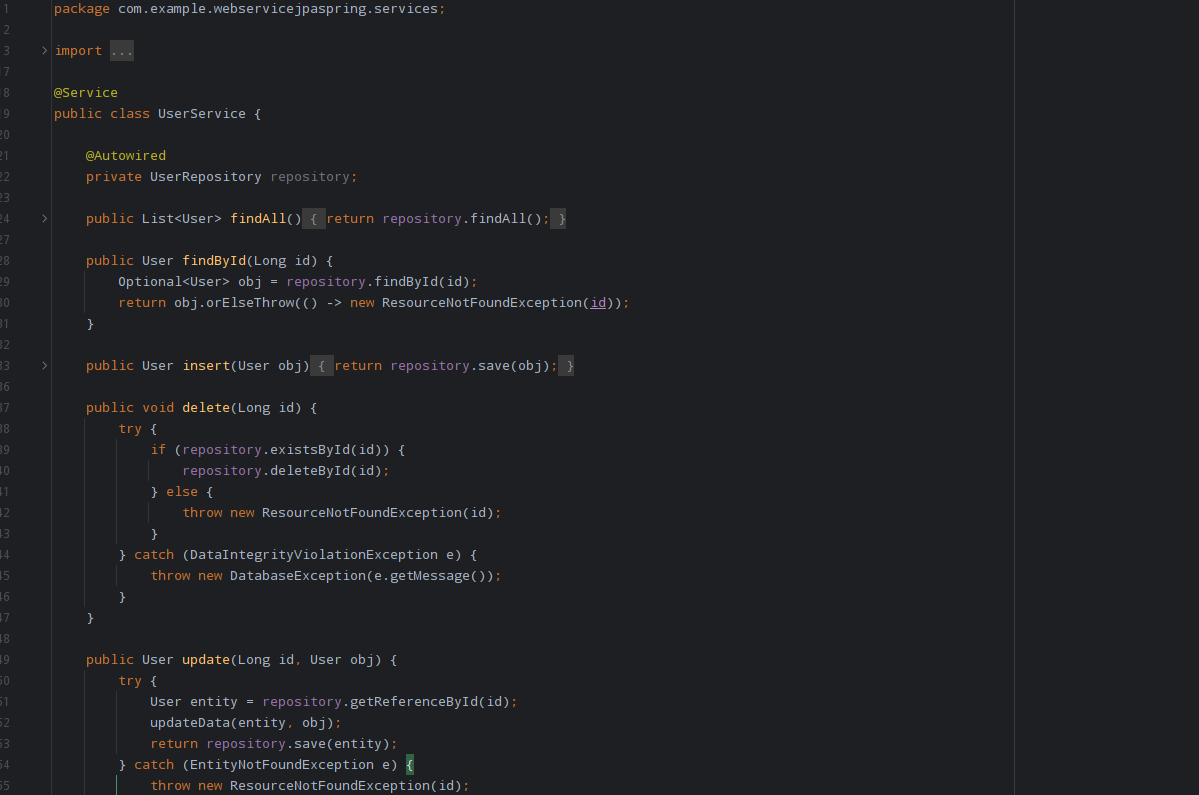 1 package com.example.webservicejpaspring.services;
2
3 import ...
17
18 @Service
19 public class UserService {
20
21 @Autowired
22 private UserRepository repository;
23
24 public List<User> findAll() { return repository.findAll(); }
27
28 public User findById(Long id) {
29 Optional<User> obj = repository.findById(id);
30 return obj.orElseThrow(() -> new ResourceNotFoundException(id));
31 }
32
33 public User insert(User obj) { return repository.save(obj); }
36
37 public void delete(Long id) {
38 try {
39 if (repository.existsById(id)) {
40 repository.deleteById(id);
41 } else {
42 throw new ResourceNotFoundException(id);
43 }
44 } catch (DataIntegrityViolationException e) {
45 throw new DatabaseException(e.getMessage());
46 }
47 }
48
49 public User update(Long id, User obj) {
50 try {
51 User entity = repository.getReferenceById(id);
52 updateData(entity, obj);
53 return repository.save(entity);
54 } catch (EntityNotFoundException e) {
55 throw new ResourceNotFoundException(id);